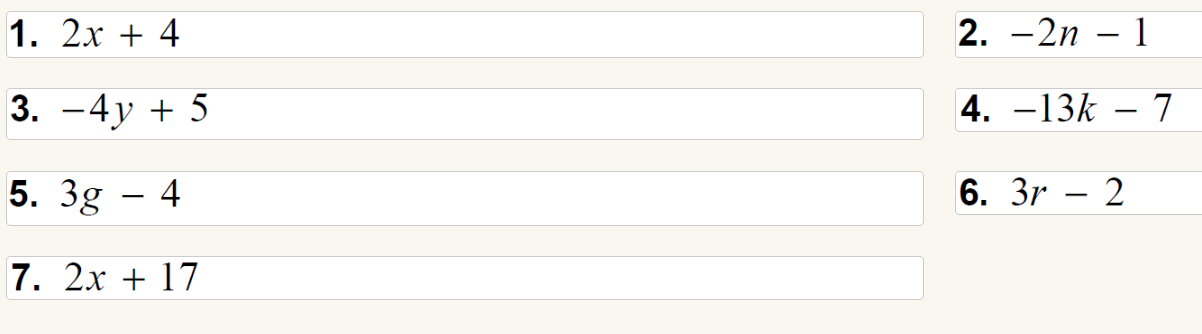 1. 2x + 4
2. −2n − 1
3. −4y + 5
4. −13k − 7
5. 3g − 4
6. 3r − 2
7. 2x + 17